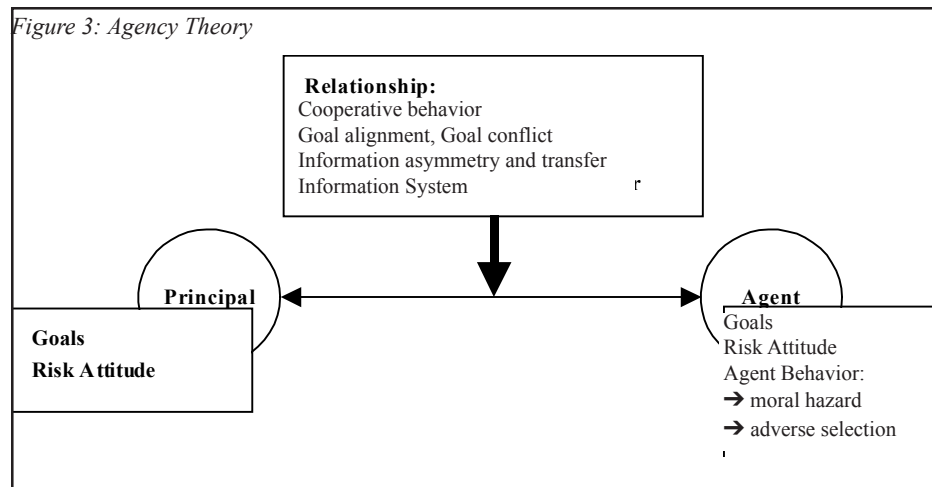 Figure 3: Agency Theory
Relationship:
Cooperative behavior
Goal alignment, Goal conflict
Information asymmetry and transfer
Information System
r
Principal
Agent
Goals
Risk Attitude
Goals
Risk Attitude
Agent Behavior:
➔ moral hazard
➔ adverse selection